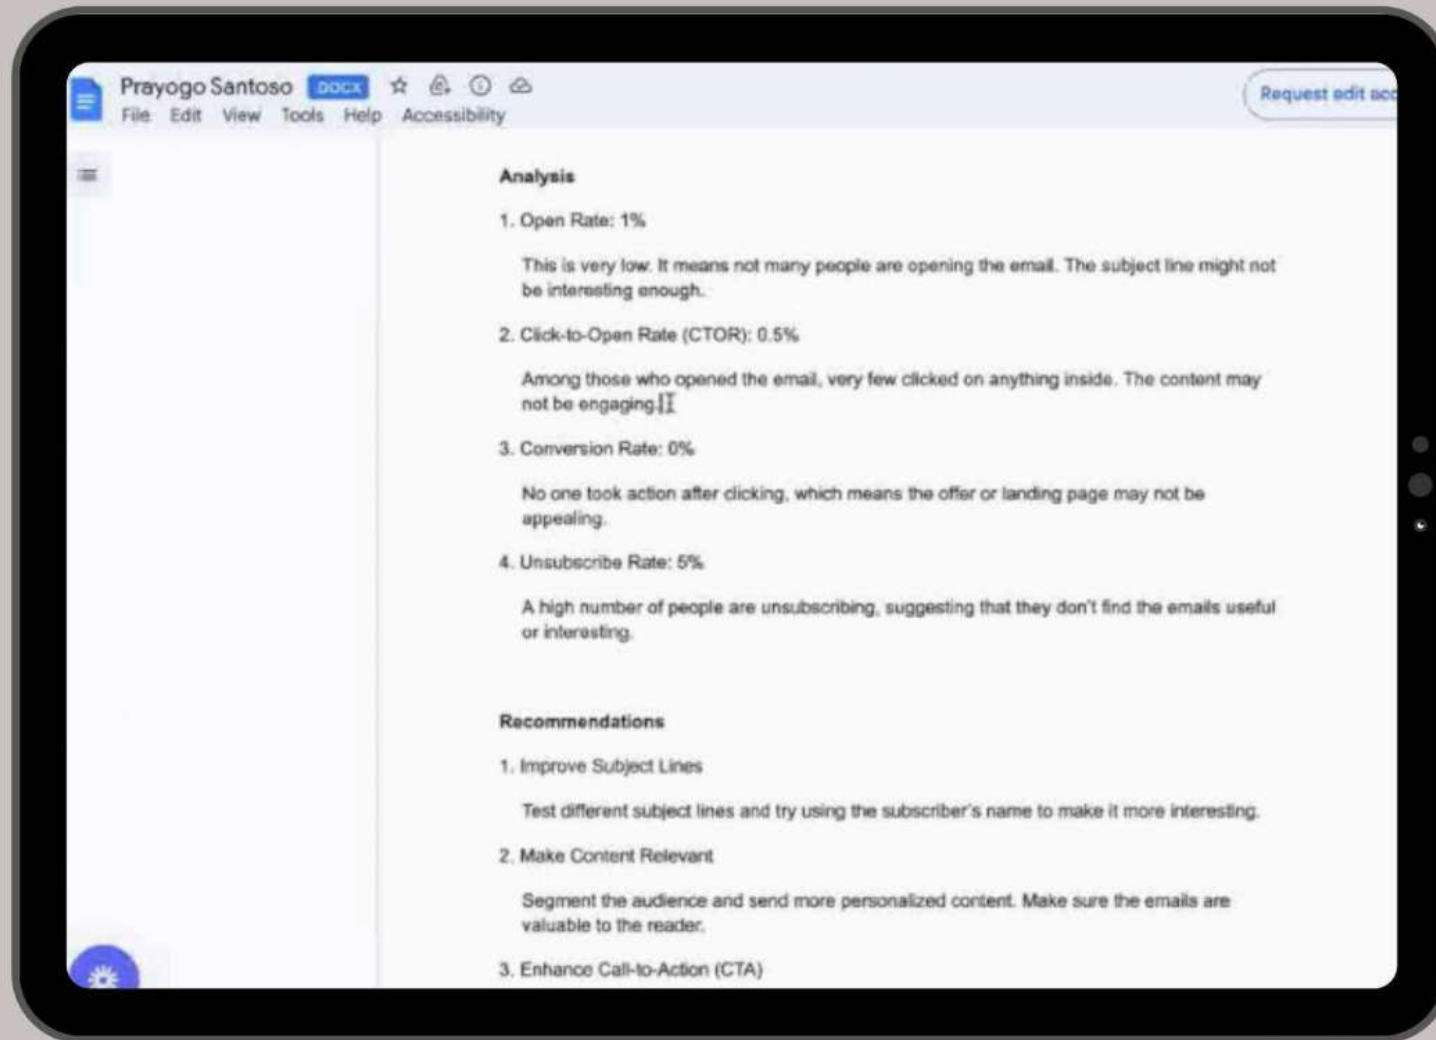 Prayogo Santoso DOCX
File Edit View Tools Help Accessibility
Request edit
Analysis
1. Open Rate: 1%
This is very low. It means not many people are opening the email. The subject line might not
be interesting enough.
2. Click-to-Open Rate (CTOR): 0.5%
Among those who opened the email, very few clicked on anything inside. The content may
not be engaging.
3. Conversion Rate: 0%
No one took action after clicking, which means the offer or landing page may not be
appealing.
4. Unsubscribe Rate: 5%
A high number of people are unsubscribing, suggesting that they don't find the emails useful
or interesting.
Recommendations
1. Improve Subject Lines
Test different subject lines and try using the subscriber's name to make it more interesting.
2. Make Content Relevant
Segment the audience and send more personalized content. Make sure the emails are
valuable to the reader.
3. Enhance Call-to-Action (CTA)